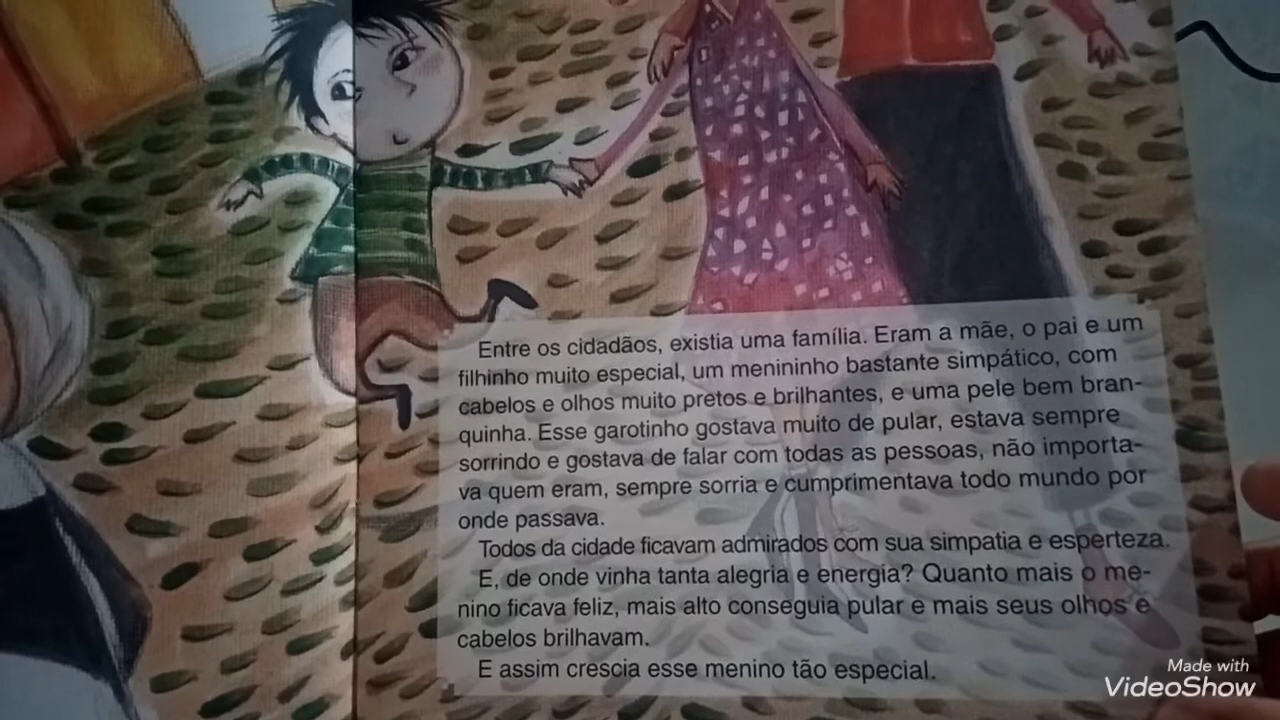 Entre os cidadãos, existia uma família. Eram a mãe, o pai e um
filhinho muito especial, um menininho bastante simpático, com
cabelos e olhos muito pretos e brilhantes, e uma pele bem bran-
quinha. Esse garotinho gostava muito de pular, estava sempre
sorrindo e gostava de falar com todas as pessoas, não importa-
va quem eram, sempre sorria e cumprimentava todo mundo por
onde passava.
Todos da cidade ficavam admirados com sua simpatia e esperteza.
E, de onde vinha tanta alegria e energia? Quanto mais o me-
nino ficava feliz, mais alto conseguia pular e mais seus olhos e
cabelos brilhavam.
E assim crescia esse menino tão especial.
Made with
VideoShow